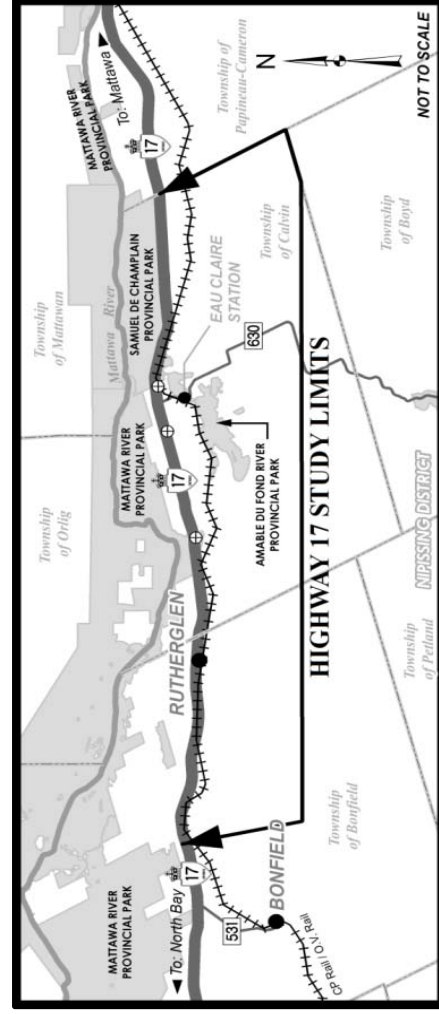 MATTAWA RIVER
PROVINCIAL PARK
To: North Bay
17
531
BONFIELD
CP Rail / O.V. Rail
Township
of Bonfield
RUTHERGLEN
Township
of Orlig
MATTAWA RIVER
PROVINCIAL PARK
17
Mattawa River
Township
of Mattawan
SAMUEL DE CHAMPLAIN
PROVINCIAL PARK
EAU CLAIRE
STATION
630
AMABLE DU FOND RIVER
PROVINCIAL PARK
HIGHWAY 17 STUDY LIMITS
Township
of Calvin
Township
of Boyd
NIPISSING DISTRICT
Township
of Petland
MATTAWA RIVER
PROVINCIAL PARK
To: Mattawa
17
Township of
Papineau-Cameron
N
NOT TO SCALE